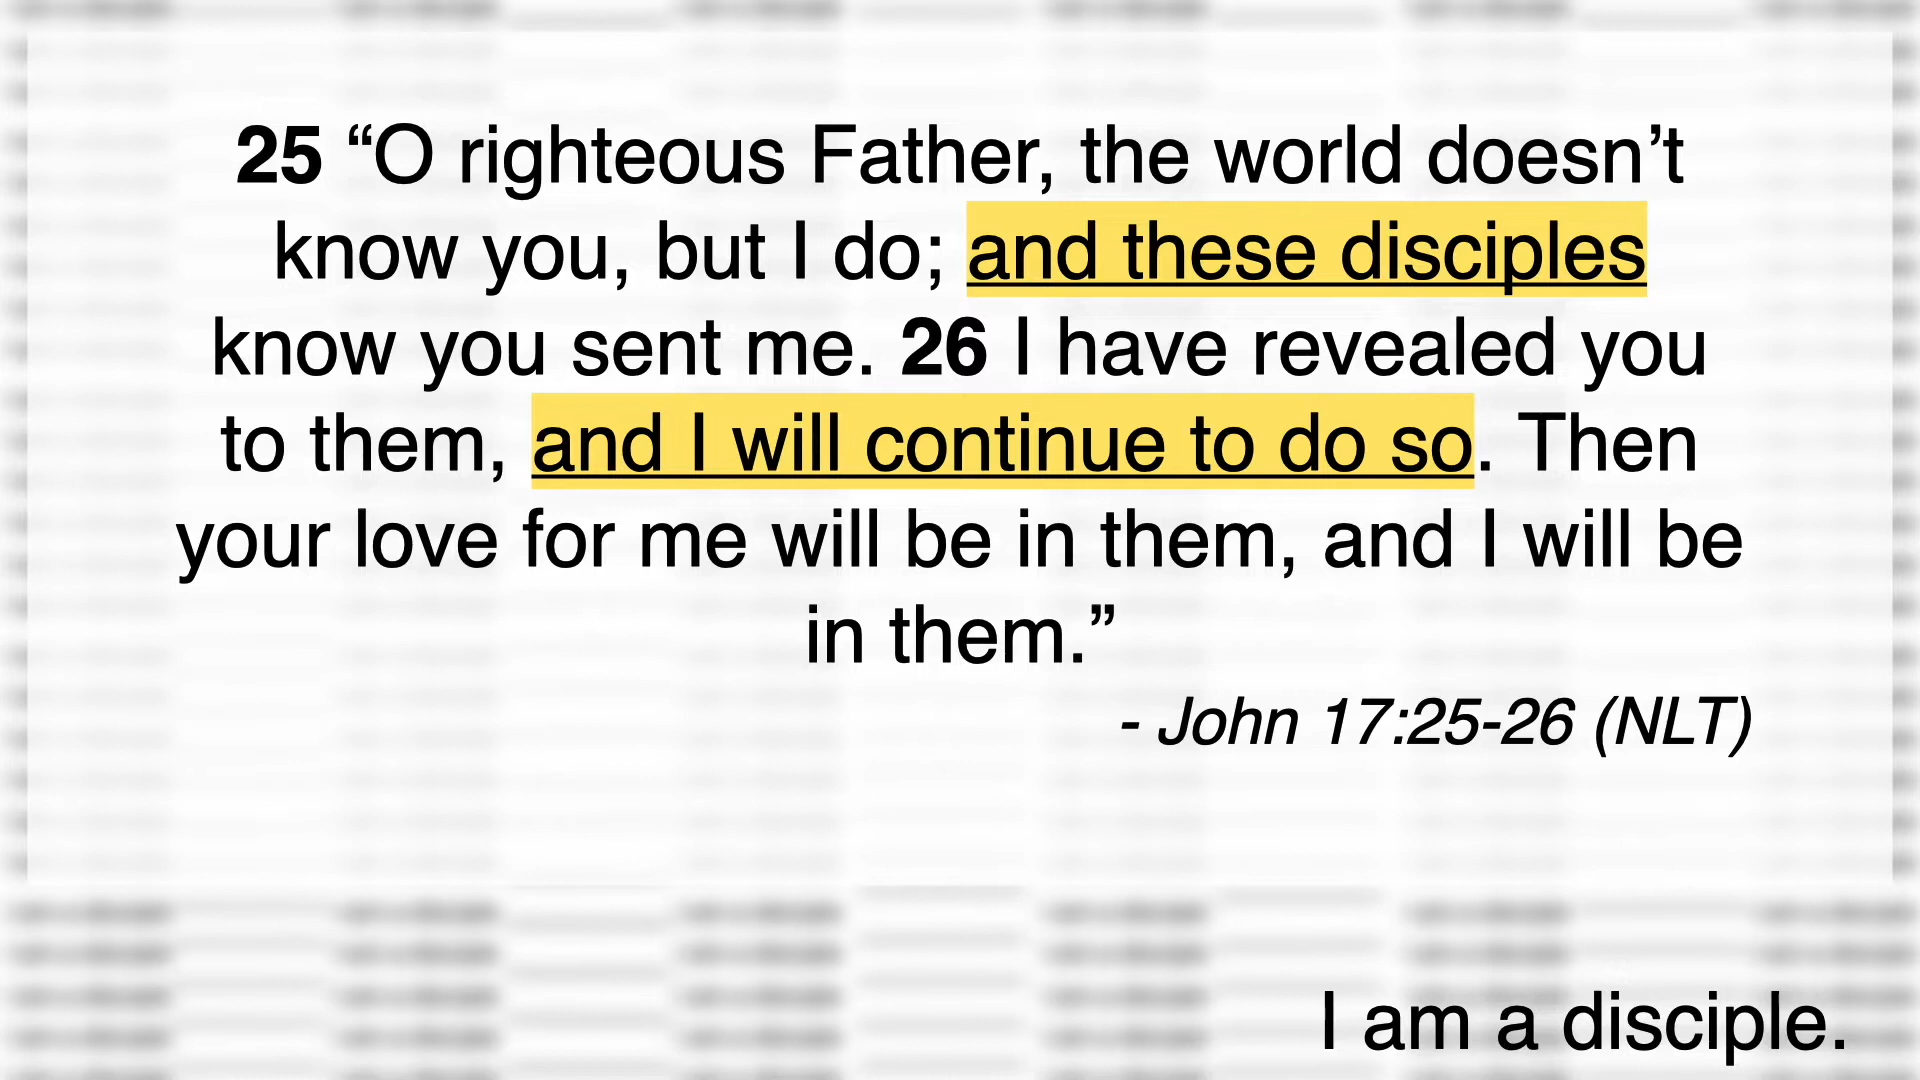 25 “O righteous Father, the world doesn’t
know you, but I do; and these disciples
know you sent me. 26 I have revealed you
to them, and I will continue to do so. Then
your love for me will be in them, and I will be
in them.”
- John 17:25-26 (NLT)
I am a disciple.